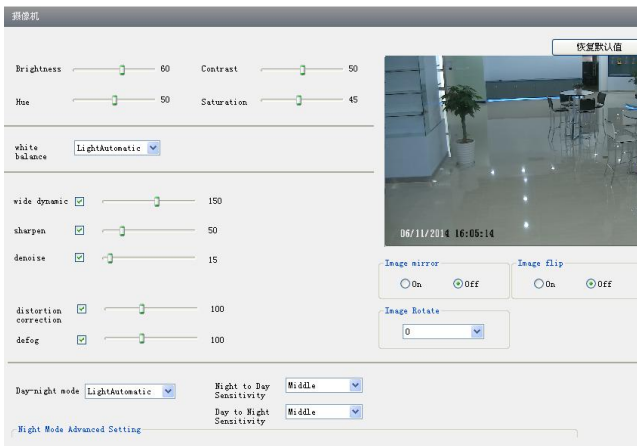 摄像机
恢复默认值
Brightness 60 Contrast 50
Hue 50 Saturation 45
white balance LightAutomatic
wide dynamic 150
sharpen 50
denoise 15
distortion correction 100
defog 100
06/11/2014 16:05:14
Image mirror
On Off
Image flip
On Off
Image Rotate
0
Day-night mode LightAutomatic
Night to Day Sensitivity Middle
Day to Night Sensitivity Middle
Night Mode Advanced Setting